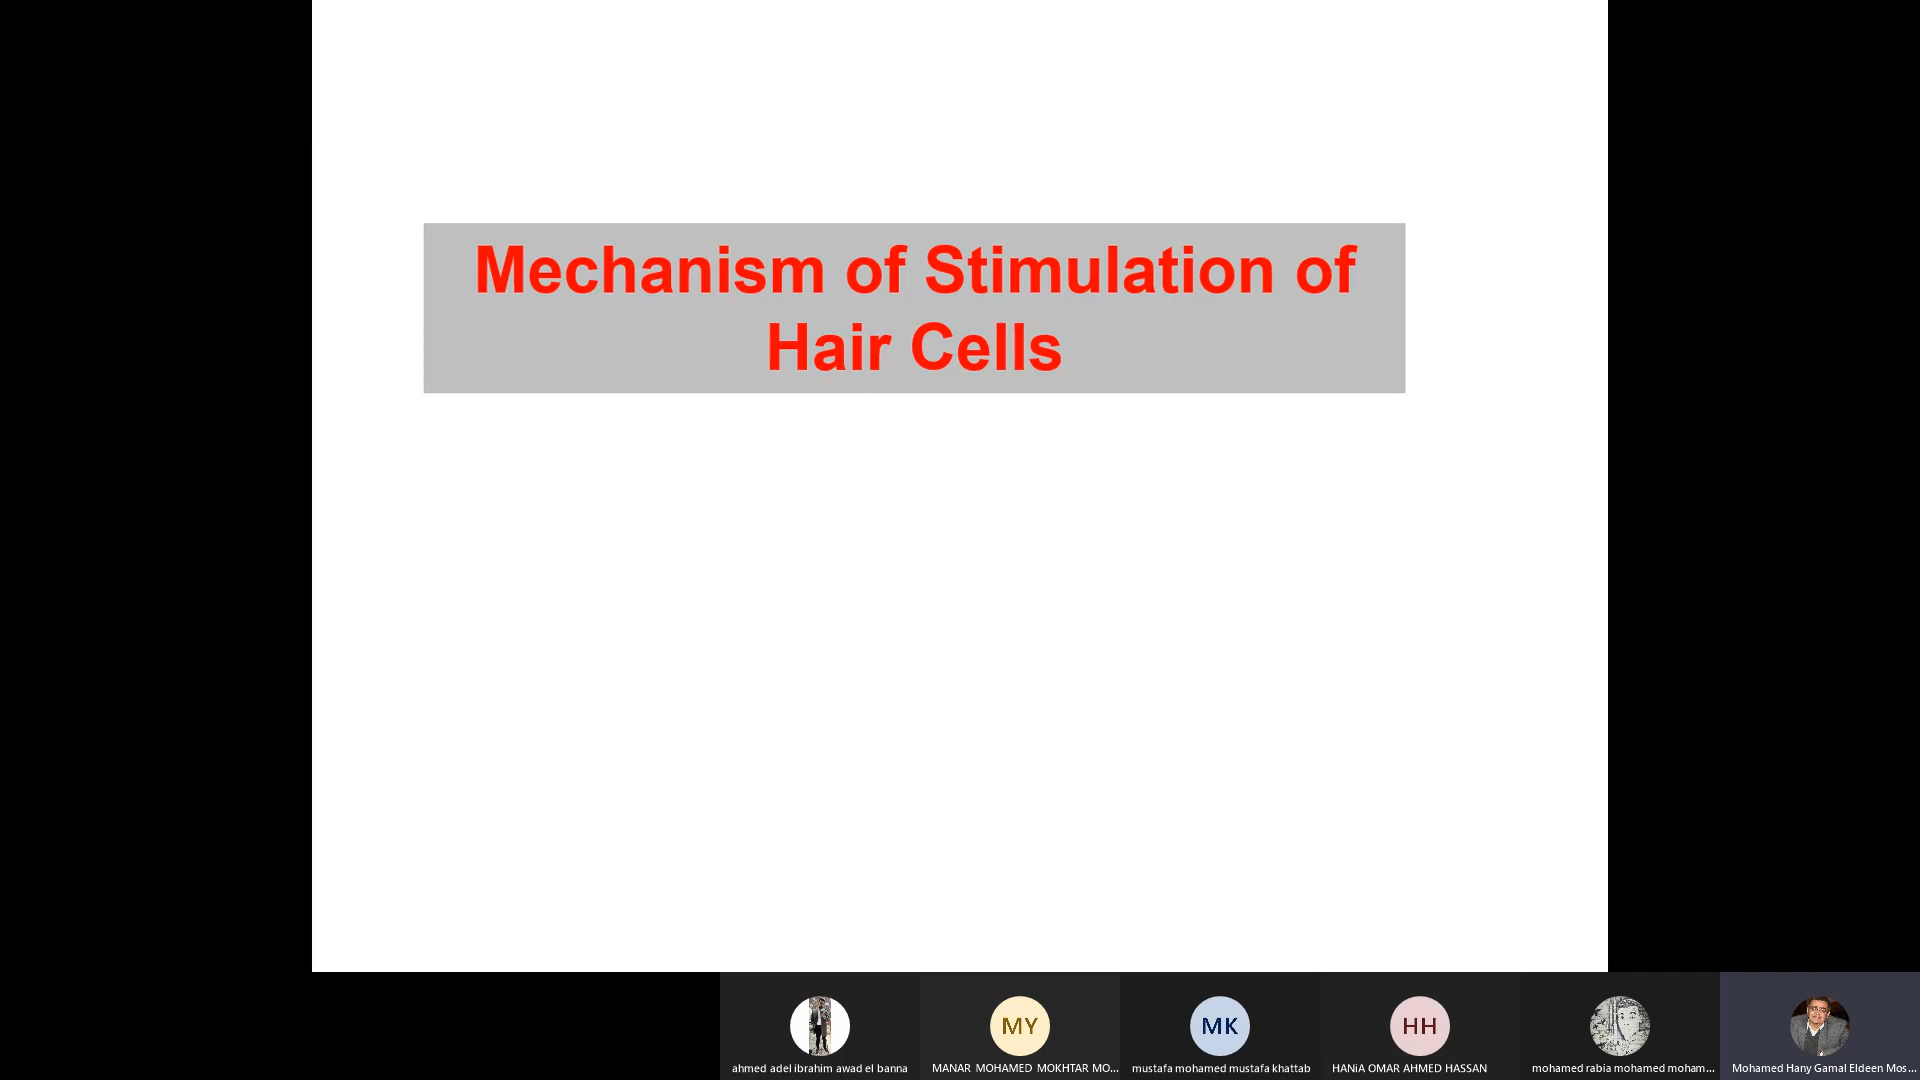 Mechanism of Stimulation of
Hair Cells
MY
MK
HH
ahmed adel ibrahim awad el banna
MANAR MOHAMED MOKHTAR MO...
mustafa mohamed mustafa khattab
HANiA OMAR AHMED HASSAN
mohamed rabia mohamed moham...
Mohamed Hany Gamal Eldeen Mos...